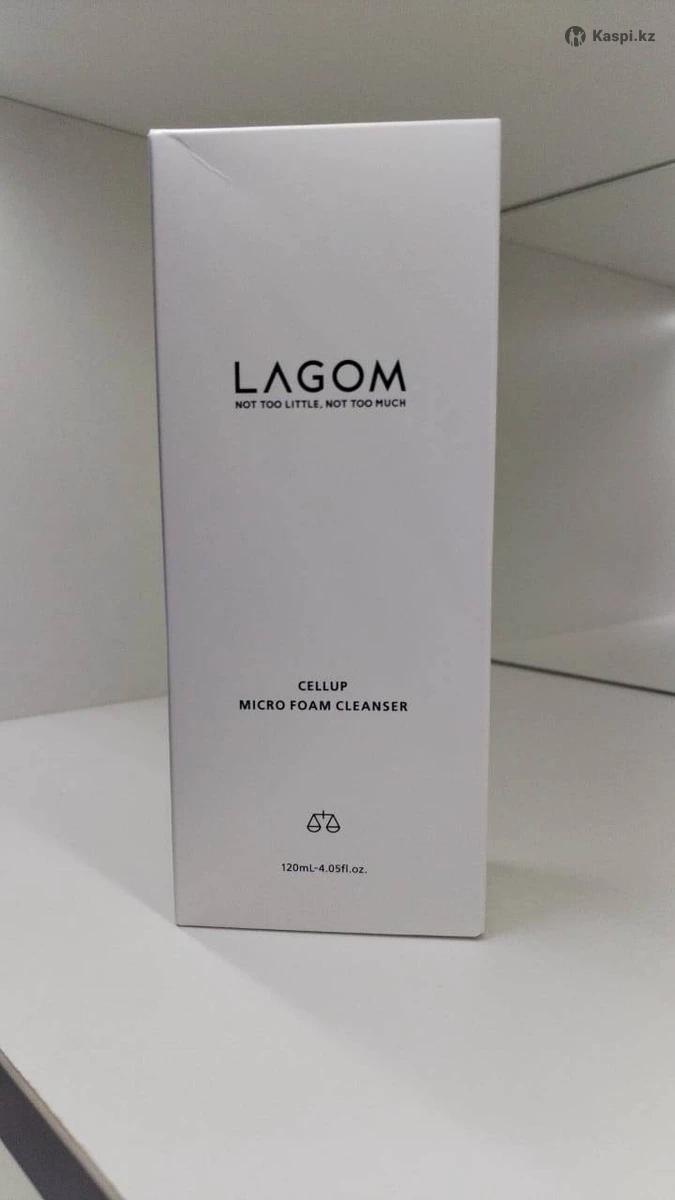 Kaspi.kz
LAGOM
NOT TOO LITTLE, NOT TOO MUCH
CELLUP
MICRO FOAM CLEANSER
120mL-4.05fl.oz.